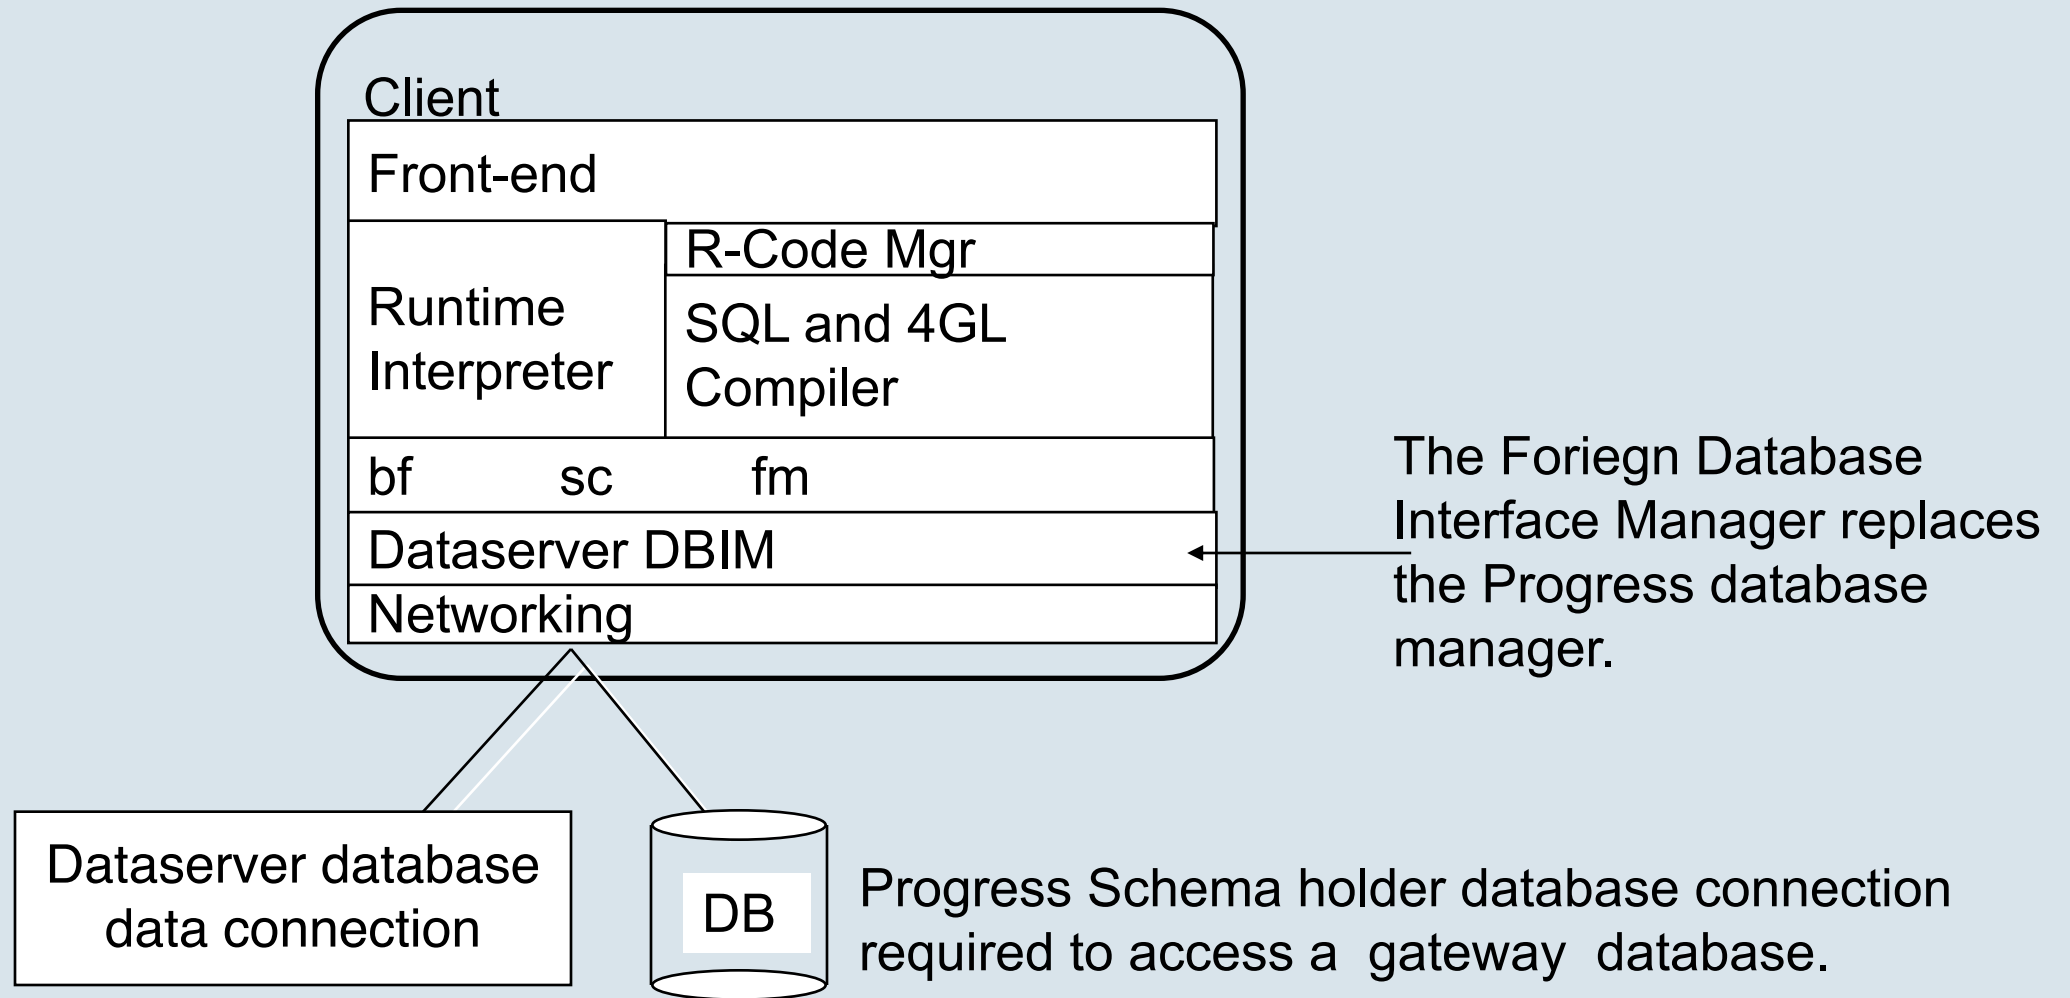 Client
Front-end
R-Code Mgr
Runtime
Interpreter
SQL and 4GL
Compiler
bf sc fm
Dataserver DBIM
Networking
The Foriegn Database
Interface Manager replaces
the Progress database
manager.
Dataserver database
data connection
DB
Progress Schema holder database connection
required to access a gateway database.